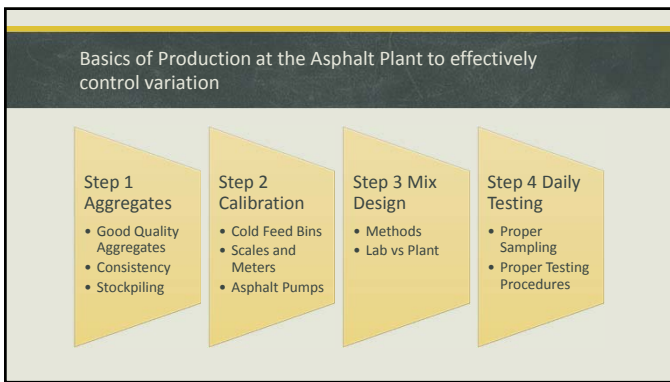 Basics of Production at the Asphalt Plant to effectively
control variation
Step 1
Aggregates
• Good Quality
Aggregates
• Consistency
• Stockpiling
Step 2
Calibration
• Cold Feed Bins
• Scales and
Meters
• Asphalt Pumps
Step 3 Mix
Design
• Methods
• Lab vs Plant
Step 4 Daily
Testing
• Proper
Sampling
• Proper Testing
Procedures